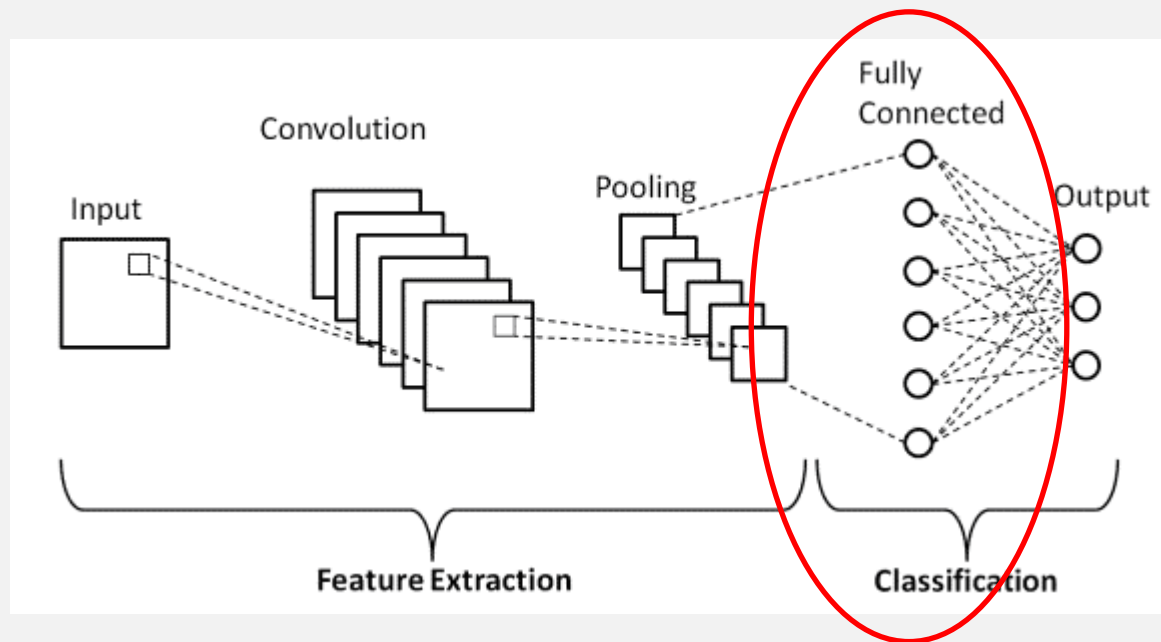 Fully
Connected
Convolution
Pooling
Input
Output
Feature Extraction
Classification